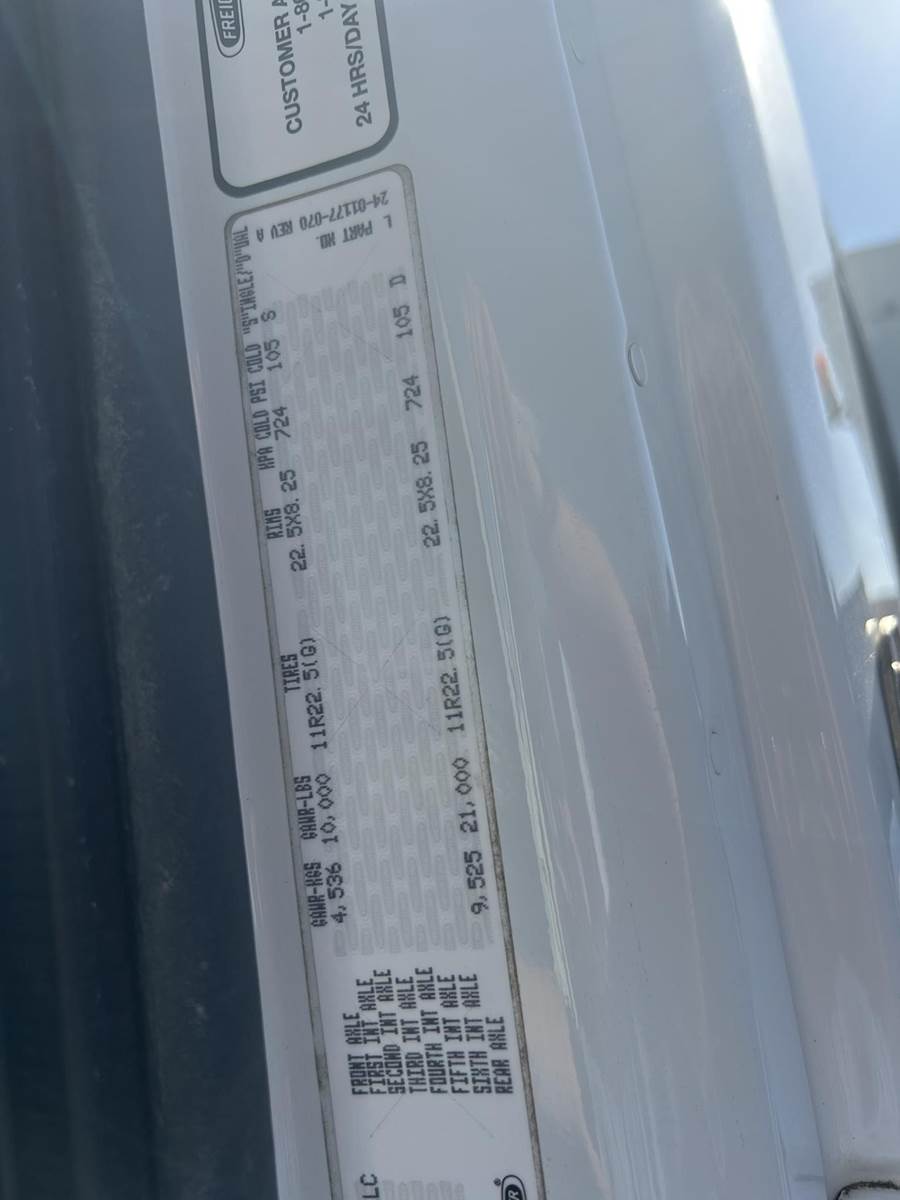 GAWR-KGS GAWR-LBS TIRES RIMS KPA COLD PSI COLD "S"INGLE/"D"UAL
FRONT AXLE 4,536 10,000 11R22.5(G) 22.5X8.25 724 105 S
FIRST INT AXLE
SECOND INT AXLE
THIRD INT AXLE
FOURTH INT AXLE
FIFTH INT AXLE
SIXTH INT AXLE
REAR AXLE 9,525 21,000 11R22.5(G) 22.5X8.25 724 105 D
L PART NO.
24-01177-070 REV A
LC
R®
FREIG
CUSTOMER A
1-8
1-
24 HRS/DAY